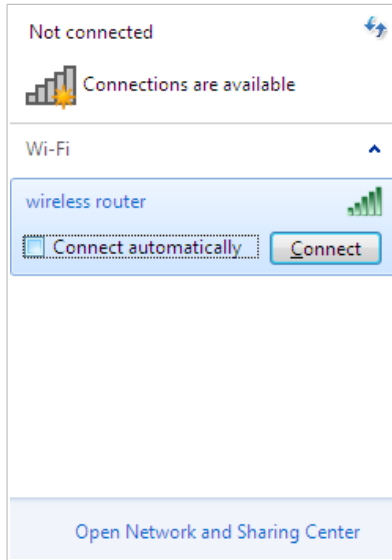 Not connected
Connections are available
Wi-Fi
wireless router
Connect automatically Connect
Open Network and Sharing Center